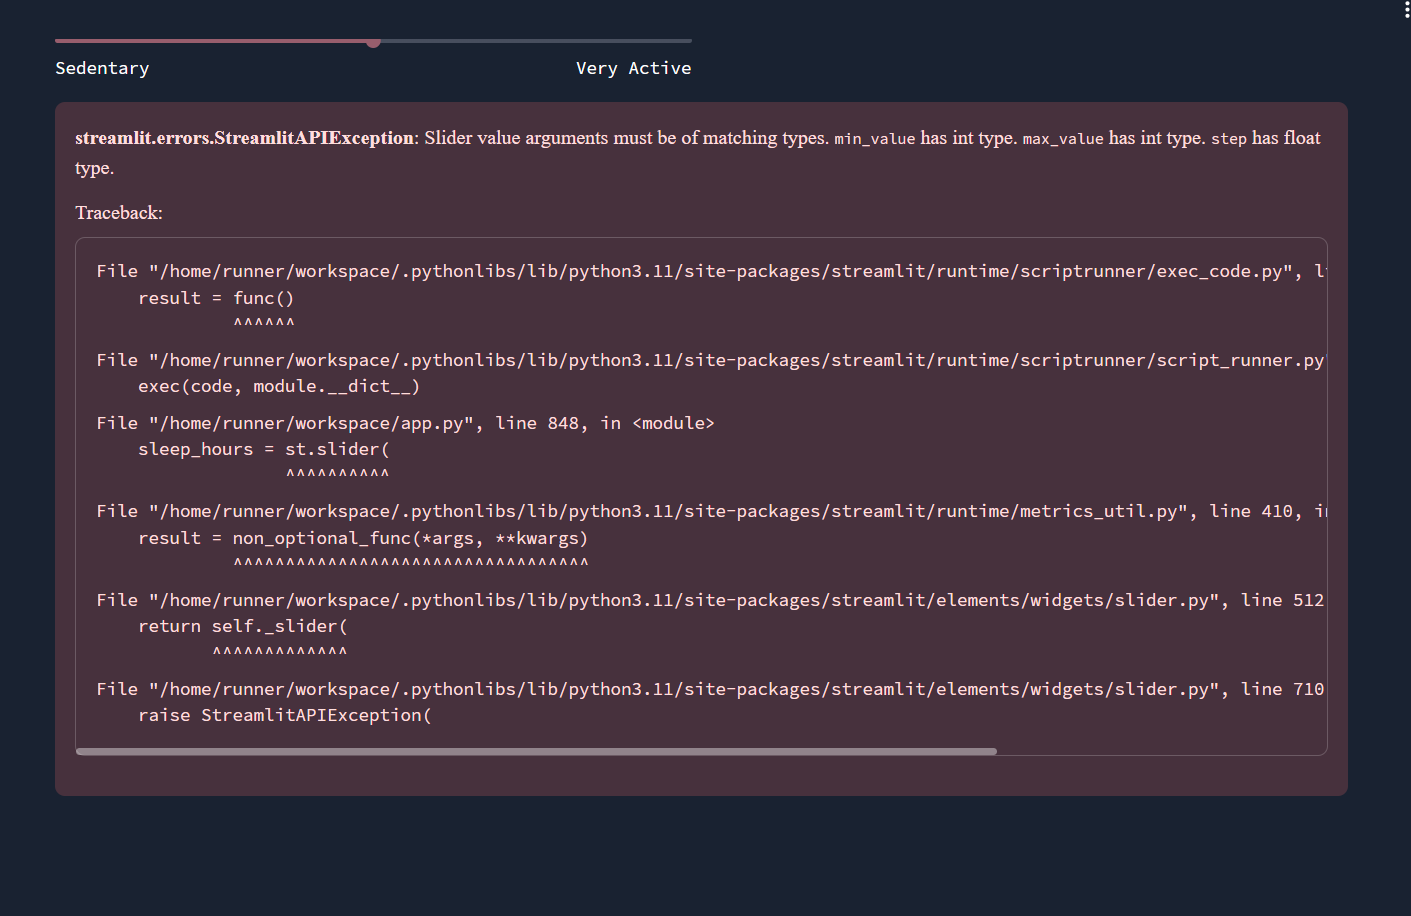 Sedentary Very Active
streamlit.errors.StreamlitAPIException: Slider value arguments must be of matching types. min_value has int type. max_value has int type. step has float
type.
Traceback:
File "/home/runner/workspace/.pythonlibs/lib/python3.11/site-packages/streamlit/runtime/scriptrunner/exec_code.py",
result = func()
^^^^^^
File "/home/runner/workspace/.pythonlibs/lib/python3.11/site-packages/streamlit/runtime/scriptrunner/script_runner.py
exec(code, module.__dict__)
File "/home/runner/workspace/app.py", line 848, in <module>
sleep_hours = st.slider(
^^^^^^^^^^
File "/home/runner/workspace/.pythonlibs/lib/python3.11/site-packages/streamlit/runtime/metrics_util.py", line 410,
result = non_optional_func(*args, **kwargs)
^^^^^^^^^^^^^^^^^^^^^^^^^^^^^^^^^^
File "/home/runner/workspace/.pythonlibs/lib/python3.11/site-packages/streamlit/elements/widgets/slider.py", line 512
return self._slider(
^^^^^^^^^^^^^
File "/home/runner/workspace/.pythonlibs/lib/python3.11/site-packages/streamlit/elements/widgets/slider.py", line 710
raise StreamlitAPIException(